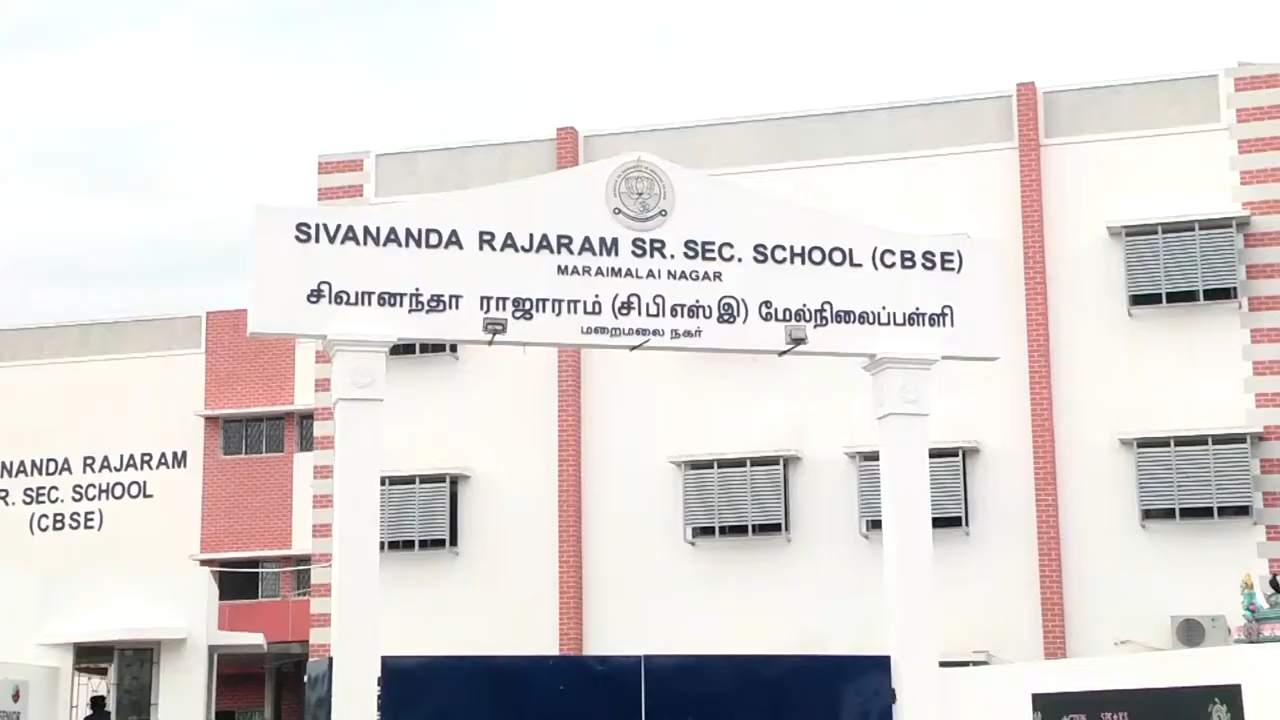 SIVANANDA RAJARAM SR. SEC. SCHOOL (CBSE)
MARAIMALAI NAGAR
சிவானந்தா ராஜாராம் (சிபிஎஸ்இ) மேல்நிலைப்பள்ளி
மறைமலை நகர்
NANDA RAJARAM
R. SEC. SCHOOL
(CBSE)